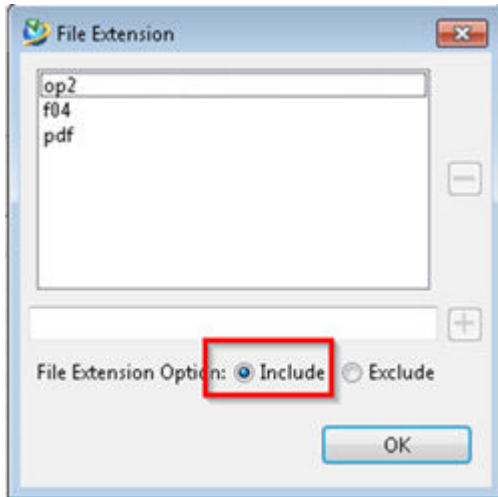 File Extension
op2
f04
pdf
File Extension Option: Include Exclude
OK